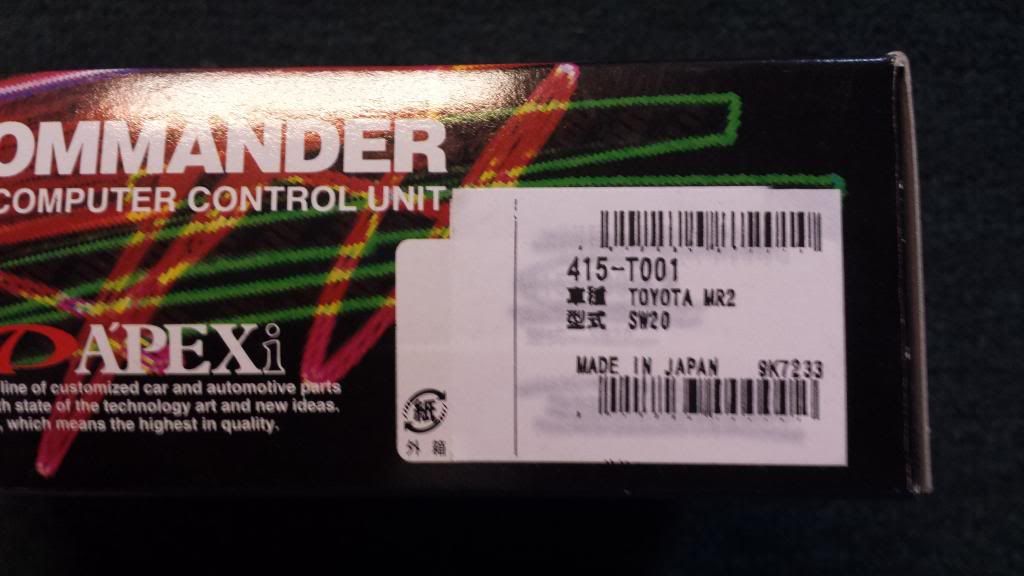 OMMANDER
COMPUTER CONTROL UNIT
A'PEXi
line of customized car and automotive parts
h state of the technology art and new ideas.
, which means the highest in quality.
紙
外 箱
415-T001
車種 TOYOTA MR2
型式 SW20
MADE IN JAPAN 9K7233